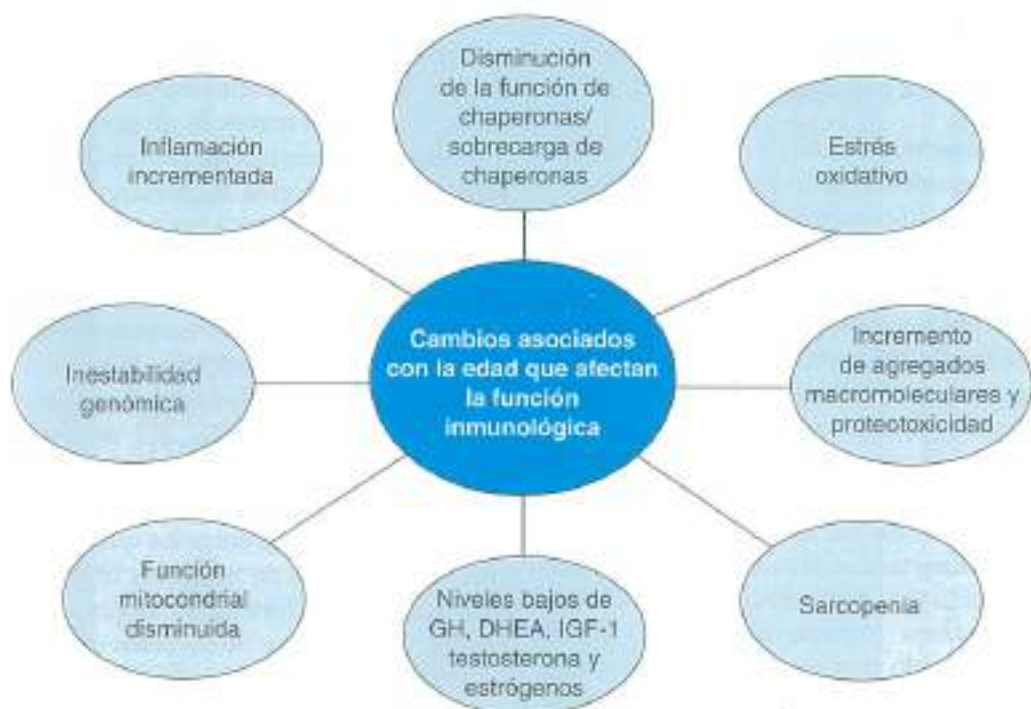 Disminución
de la función de
chaperonas/
sobrecarga de
chaperonas
Inflamación
incrementada
Estrés
oxidativo
Cambios asociados
con la edad que afectan
la función
inmunológica
Incremento
de agregados
macromoleculares y
proteotoxicidad
Inestabilidad
genómica
Función
mitocondrial
disminuida
Niveles bajos de
GH, DHEA, IGF-1
testosterona y
estrógenos
Sarcopenia